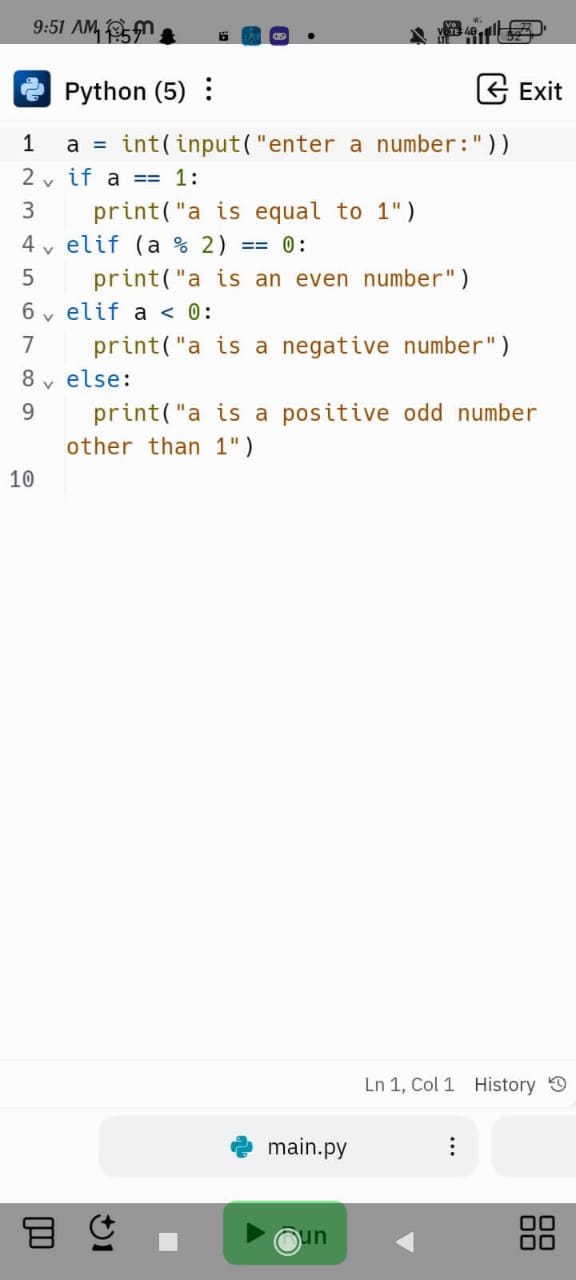 9:51 AM
11:57
Python (5)
Exit
1 a = int(input("enter a number:"))
2 if a == 1:
3 print("a is equal to 1")
4 elif (a % 2) == 0:
5 print("a is an even number")
6 elif a < 0:
7 print("a is a negative number")
8 else:
9 print("a is a positive odd number
other than 1")
10
Ln 1, Col 1 History
main.py
Run